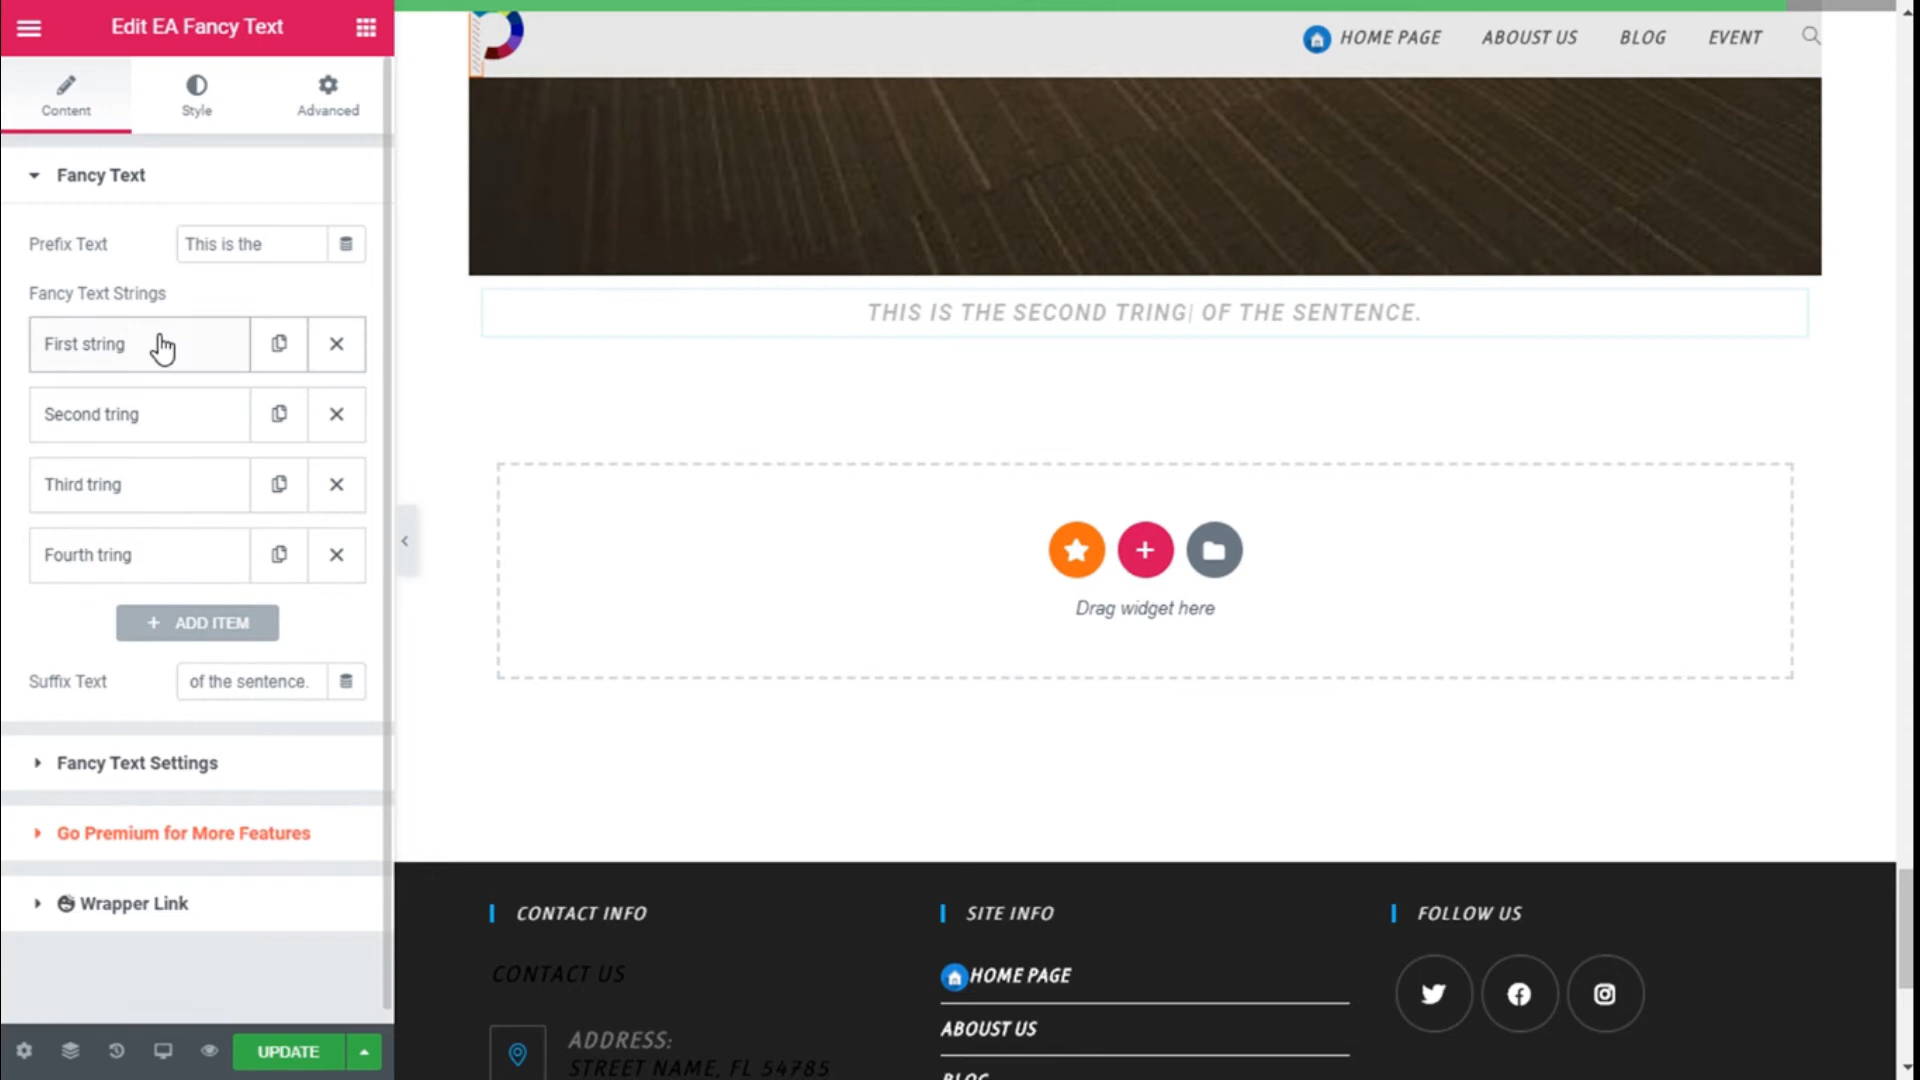 Edit EA Fancy Text
Content
Style
Advanced
Fancy Text
Prefix Text
This is the
Fancy Text Strings
First string
Second tring
Third tring
Fourth tring
+ ADD ITEM
Suffix Text
of the sentence.
Fancy Text Settings
Go Premium for More Features
Wrapper Link
UPDATE
HOME PAGE
ABOUST US
BLOG
EVENT
THIS IS THE SECOND TRING| OF THE SENTENCE.
Drag widget here
CONTACT INFO
CONTACT US
ADDRESS:
STREET NAME, FL 54785
SITE INFO
HOME PAGE
ABOUST US
BLOG
FOLLOW US